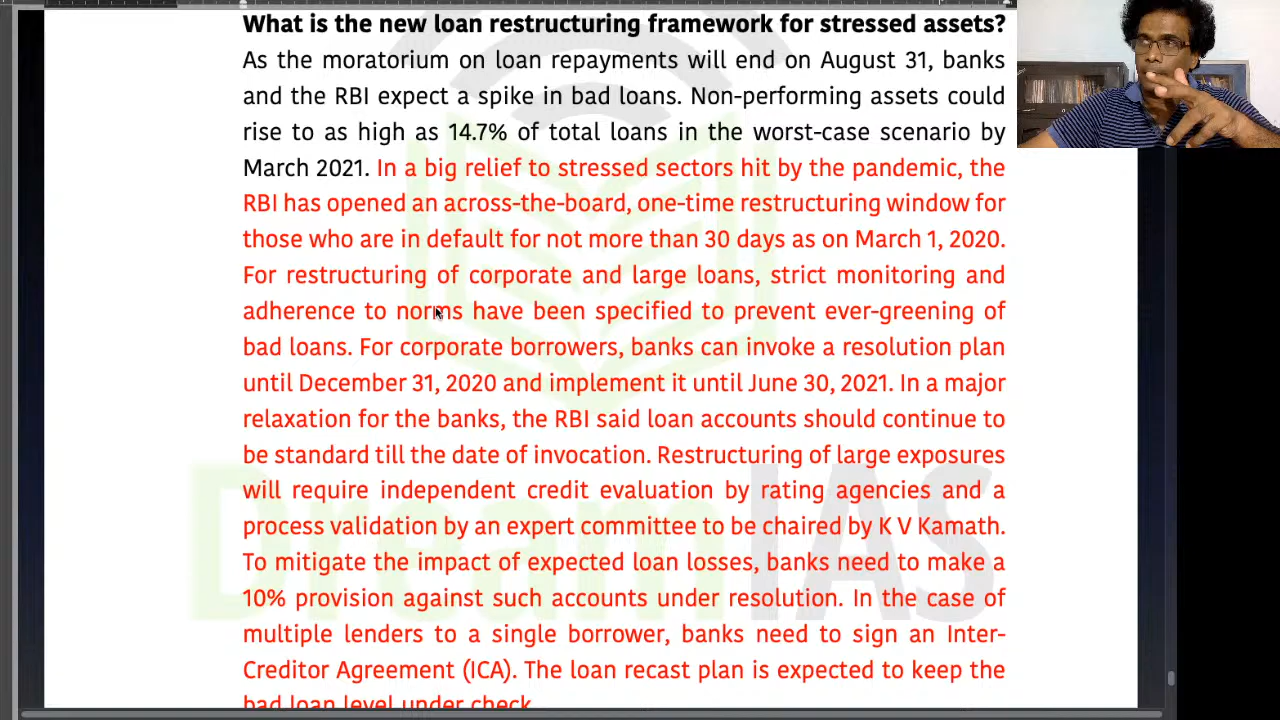 What is the new loan restructuring framework for stressed assets?
As the moratorium on loan repayments will end on August 31, banks
and the RBI expect a spike in bad loans. Non-performing assets could
rise to as high as 14.7% of total loans in the worst-case scenario by
March 2021. In a big relief to stressed sectors hit by the pandemic, the
RBI has opened an across-the-board, one-time restructuring window for
those who are in default for not more than 30 days as on March 1, 2020.
For restructuring of corporate and large loans, strict monitoring and
adherence to norms have been specified to prevent ever-greening of
bad loans. For corporate borrowers, banks can invoke a resolution plan
until December 31, 2020 and implement it until June 30, 2021. In a major
relaxation for the banks, the RBI said loan accounts should continue to
be standard till the date of invocation. Restructuring of large exposures
will require independent credit evaluation by rating agencies and a
process validation by an expert committee to be chaired by K V Kamath.
To mitigate the impact of expected loan losses, banks need to make a
10% provision against such accounts under resolution. In the case of
multiple lenders to a single borrower, banks need to sign an Inter-
Creditor Agreement (ICA). The loan recast plan is expected to keep the
bad loan level under check.
DreamIAS